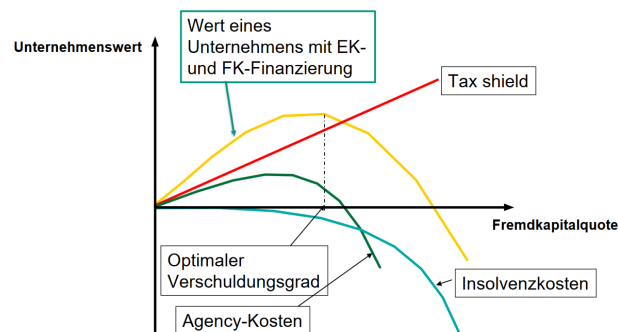 Wert eines
Unternehmens mit EK-
und FK-Finanzierung
Unternehmenswert
Tax shield
Fremdkapitalquote
Optimaler
Verschuldungsgrad
Insolvenzkosten
Agency-Kosten